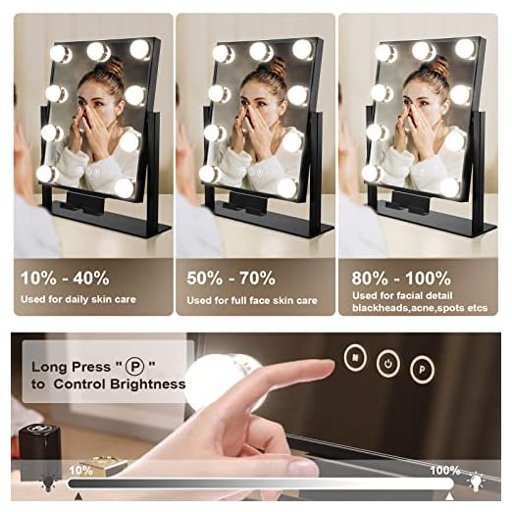 10% - 40%
Used for daily skin care
50% - 70%
Used for full face skin care
80% - 100%
Used for facial detail
blackheads,acne,spots etcs
Long Press " Ⓟ "
to Control Brightness
M
P
10%
100%